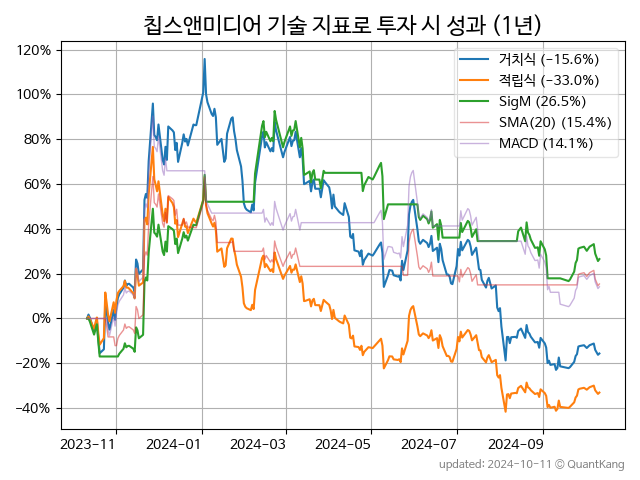 칩스앤미디어 기술 지표로 투자 시 성과 (1년)
120%
100%
80%
60%
40%
20%
0%
−20%
−40%
거치식 (−15.6%)
적립식 (−33.0%)
SigM (26.5%)
SMA(20) (15.4%)
MACD (14.1%)
2023-11 2024-01 2024-03 2024-05 2024-07 2024-09
updated: 2024-10-11 © QuantKang